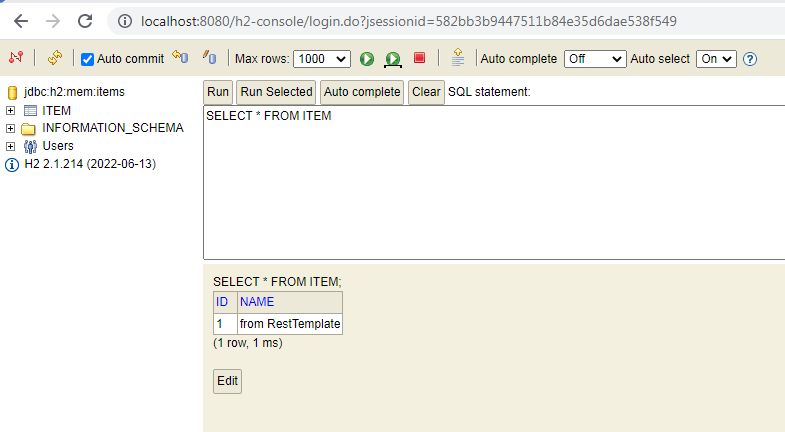 localhost:8080/h2-console/login.do?jsessionid=582bb3b9447511b84e35d6dae538f549
Auto commit Max rows: 1000 Auto complete Off Auto select On ?
jdbc:h2:mem:items
ITEM
INFORMATION_SCHEMA
Users
H2 2.1.214 (2022-06-13)
Run Run Selected Auto complete Clear SQL statement:
SELECT * FROM ITEM
SELECT * FROM ITEM;
ID NAME
1 from RestTemplate
(1 row, 1 ms)
Edit